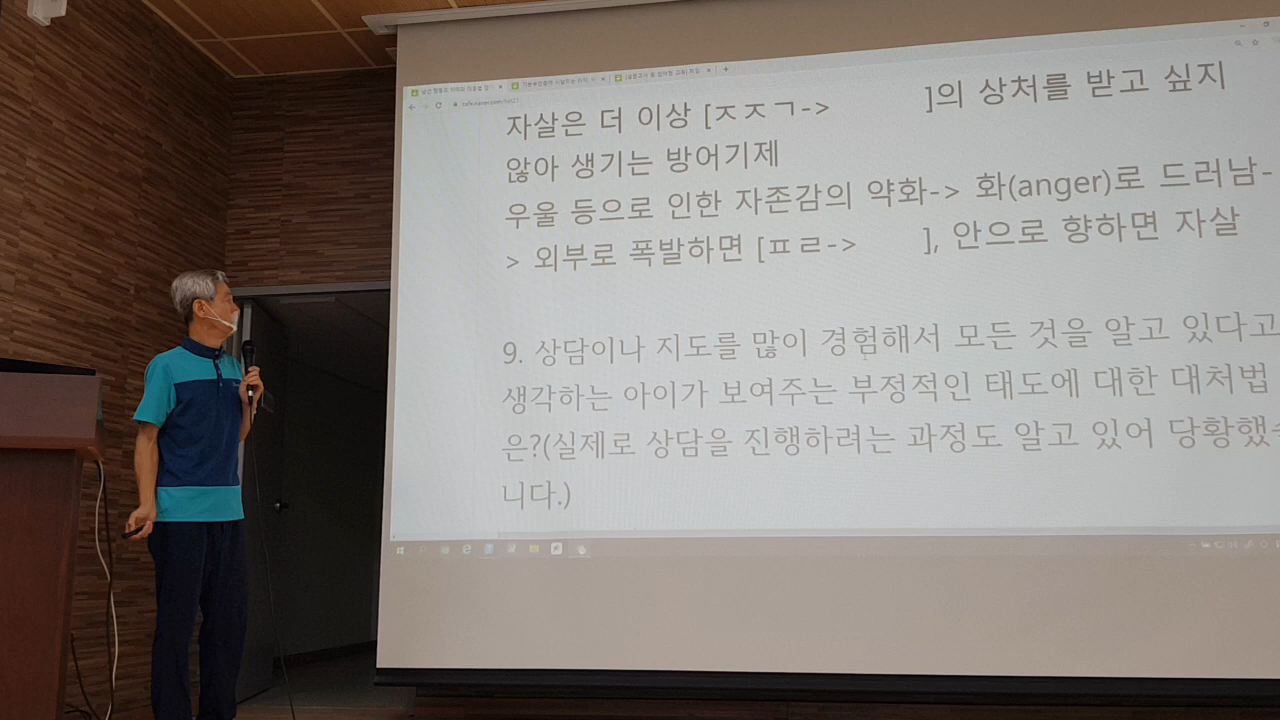 cafe.naver.com/
자살은 더 이상 [ㅈㅈㄱ-> ]의 상처를 받고 싶지
않아 생기는 방어기제
우울 등으로 인한 자존감의 약화-> 화(anger)로 드러남-
> 외부로 폭발하면 [ㅍㄹ-> ], 안으로 향하면 자살
9. 상담이나 지도를 많이 경험해서 모든 것을 알고 있다고
생각하는 아이가 보여주는 부정적인 태도에 대한 대처법
은?(실제로 상담을 진행하려는 과정도 알고 있어 당황했습
니다.)